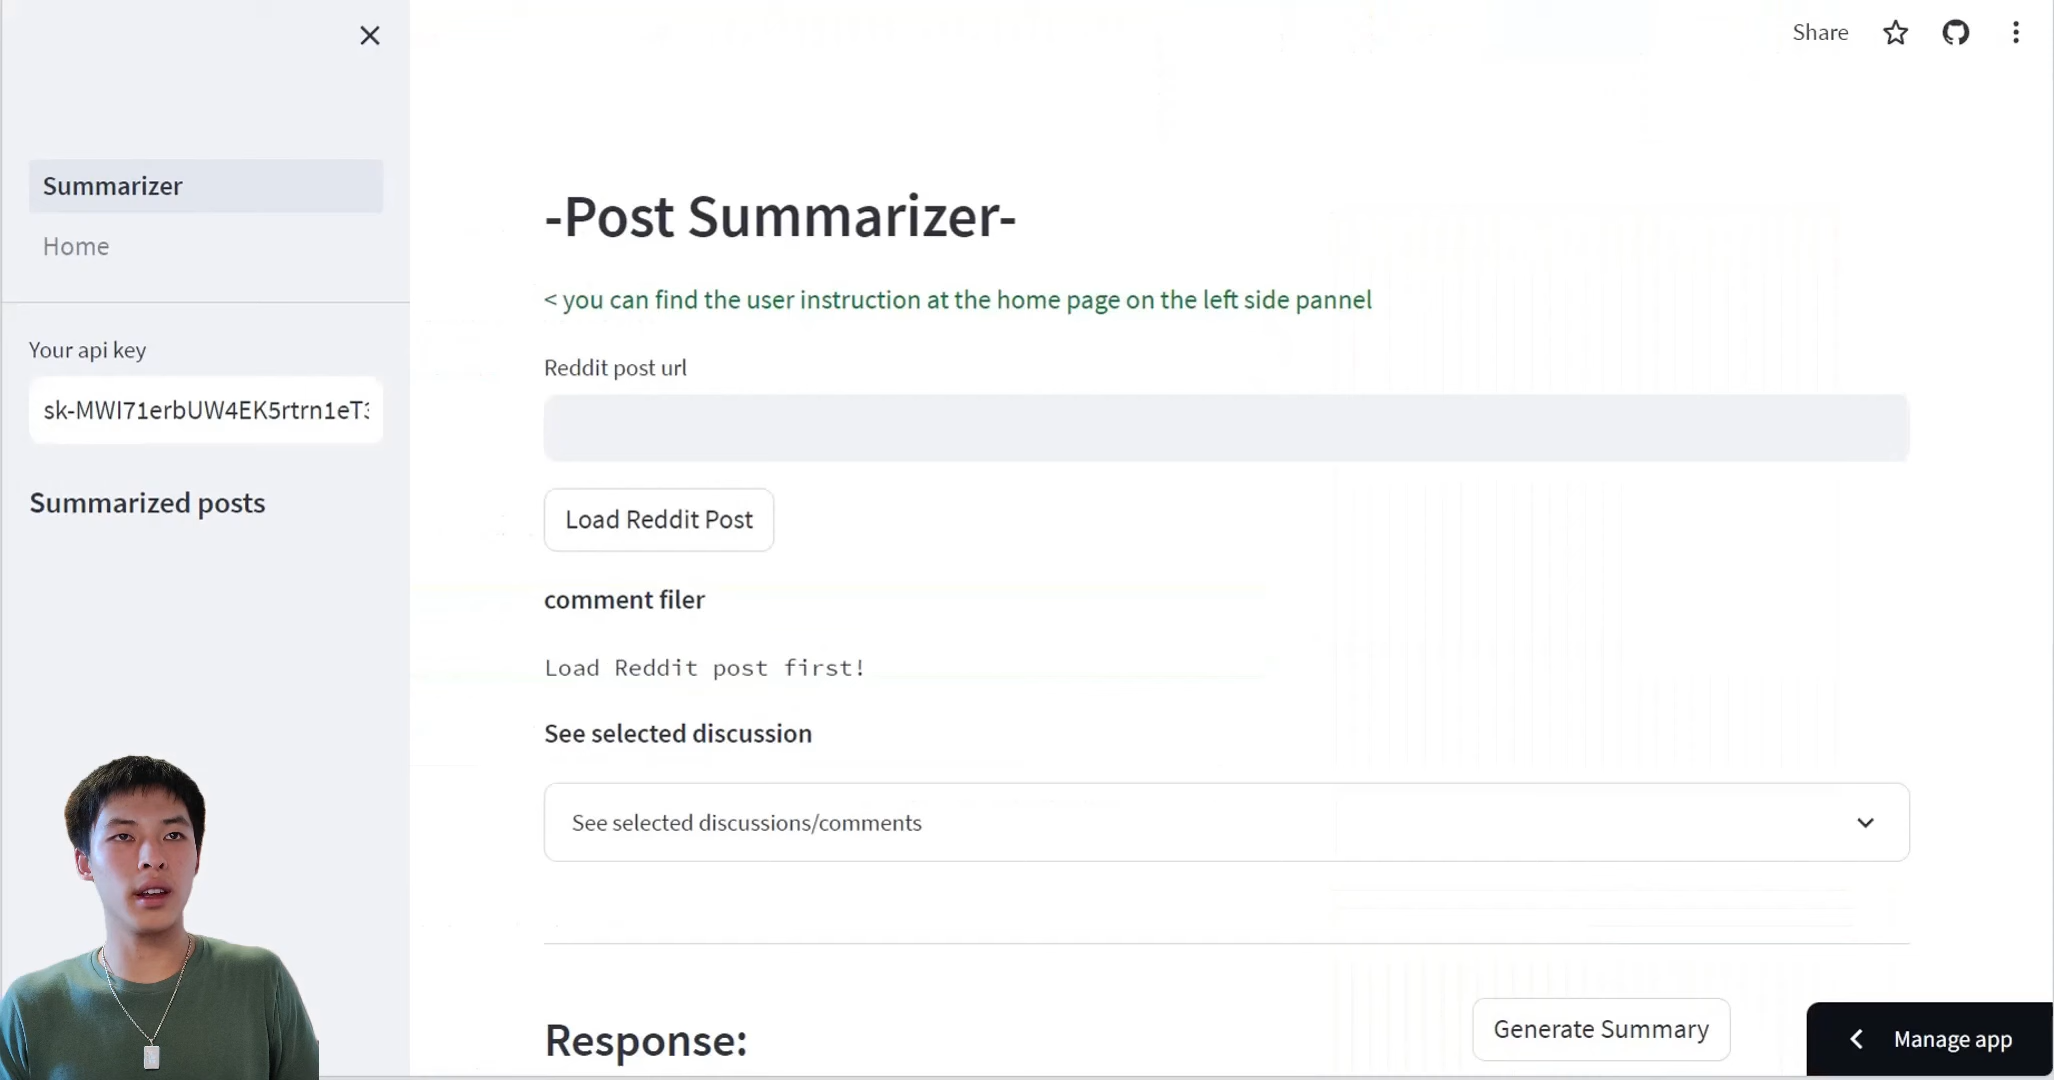 Share
Summarizer
Home
Your api key
sk-MWI71erbUW4EK5rtrn1eT
Summarized posts
-Post Summarizer-
< you can find the user instruction at the home page on the left side pannel
Reddit post url
Load Reddit Post
comment filer
Load Reddit post first!
See selected discussion
See selected discussions/comments
Response:
Generate Summary
Manage app